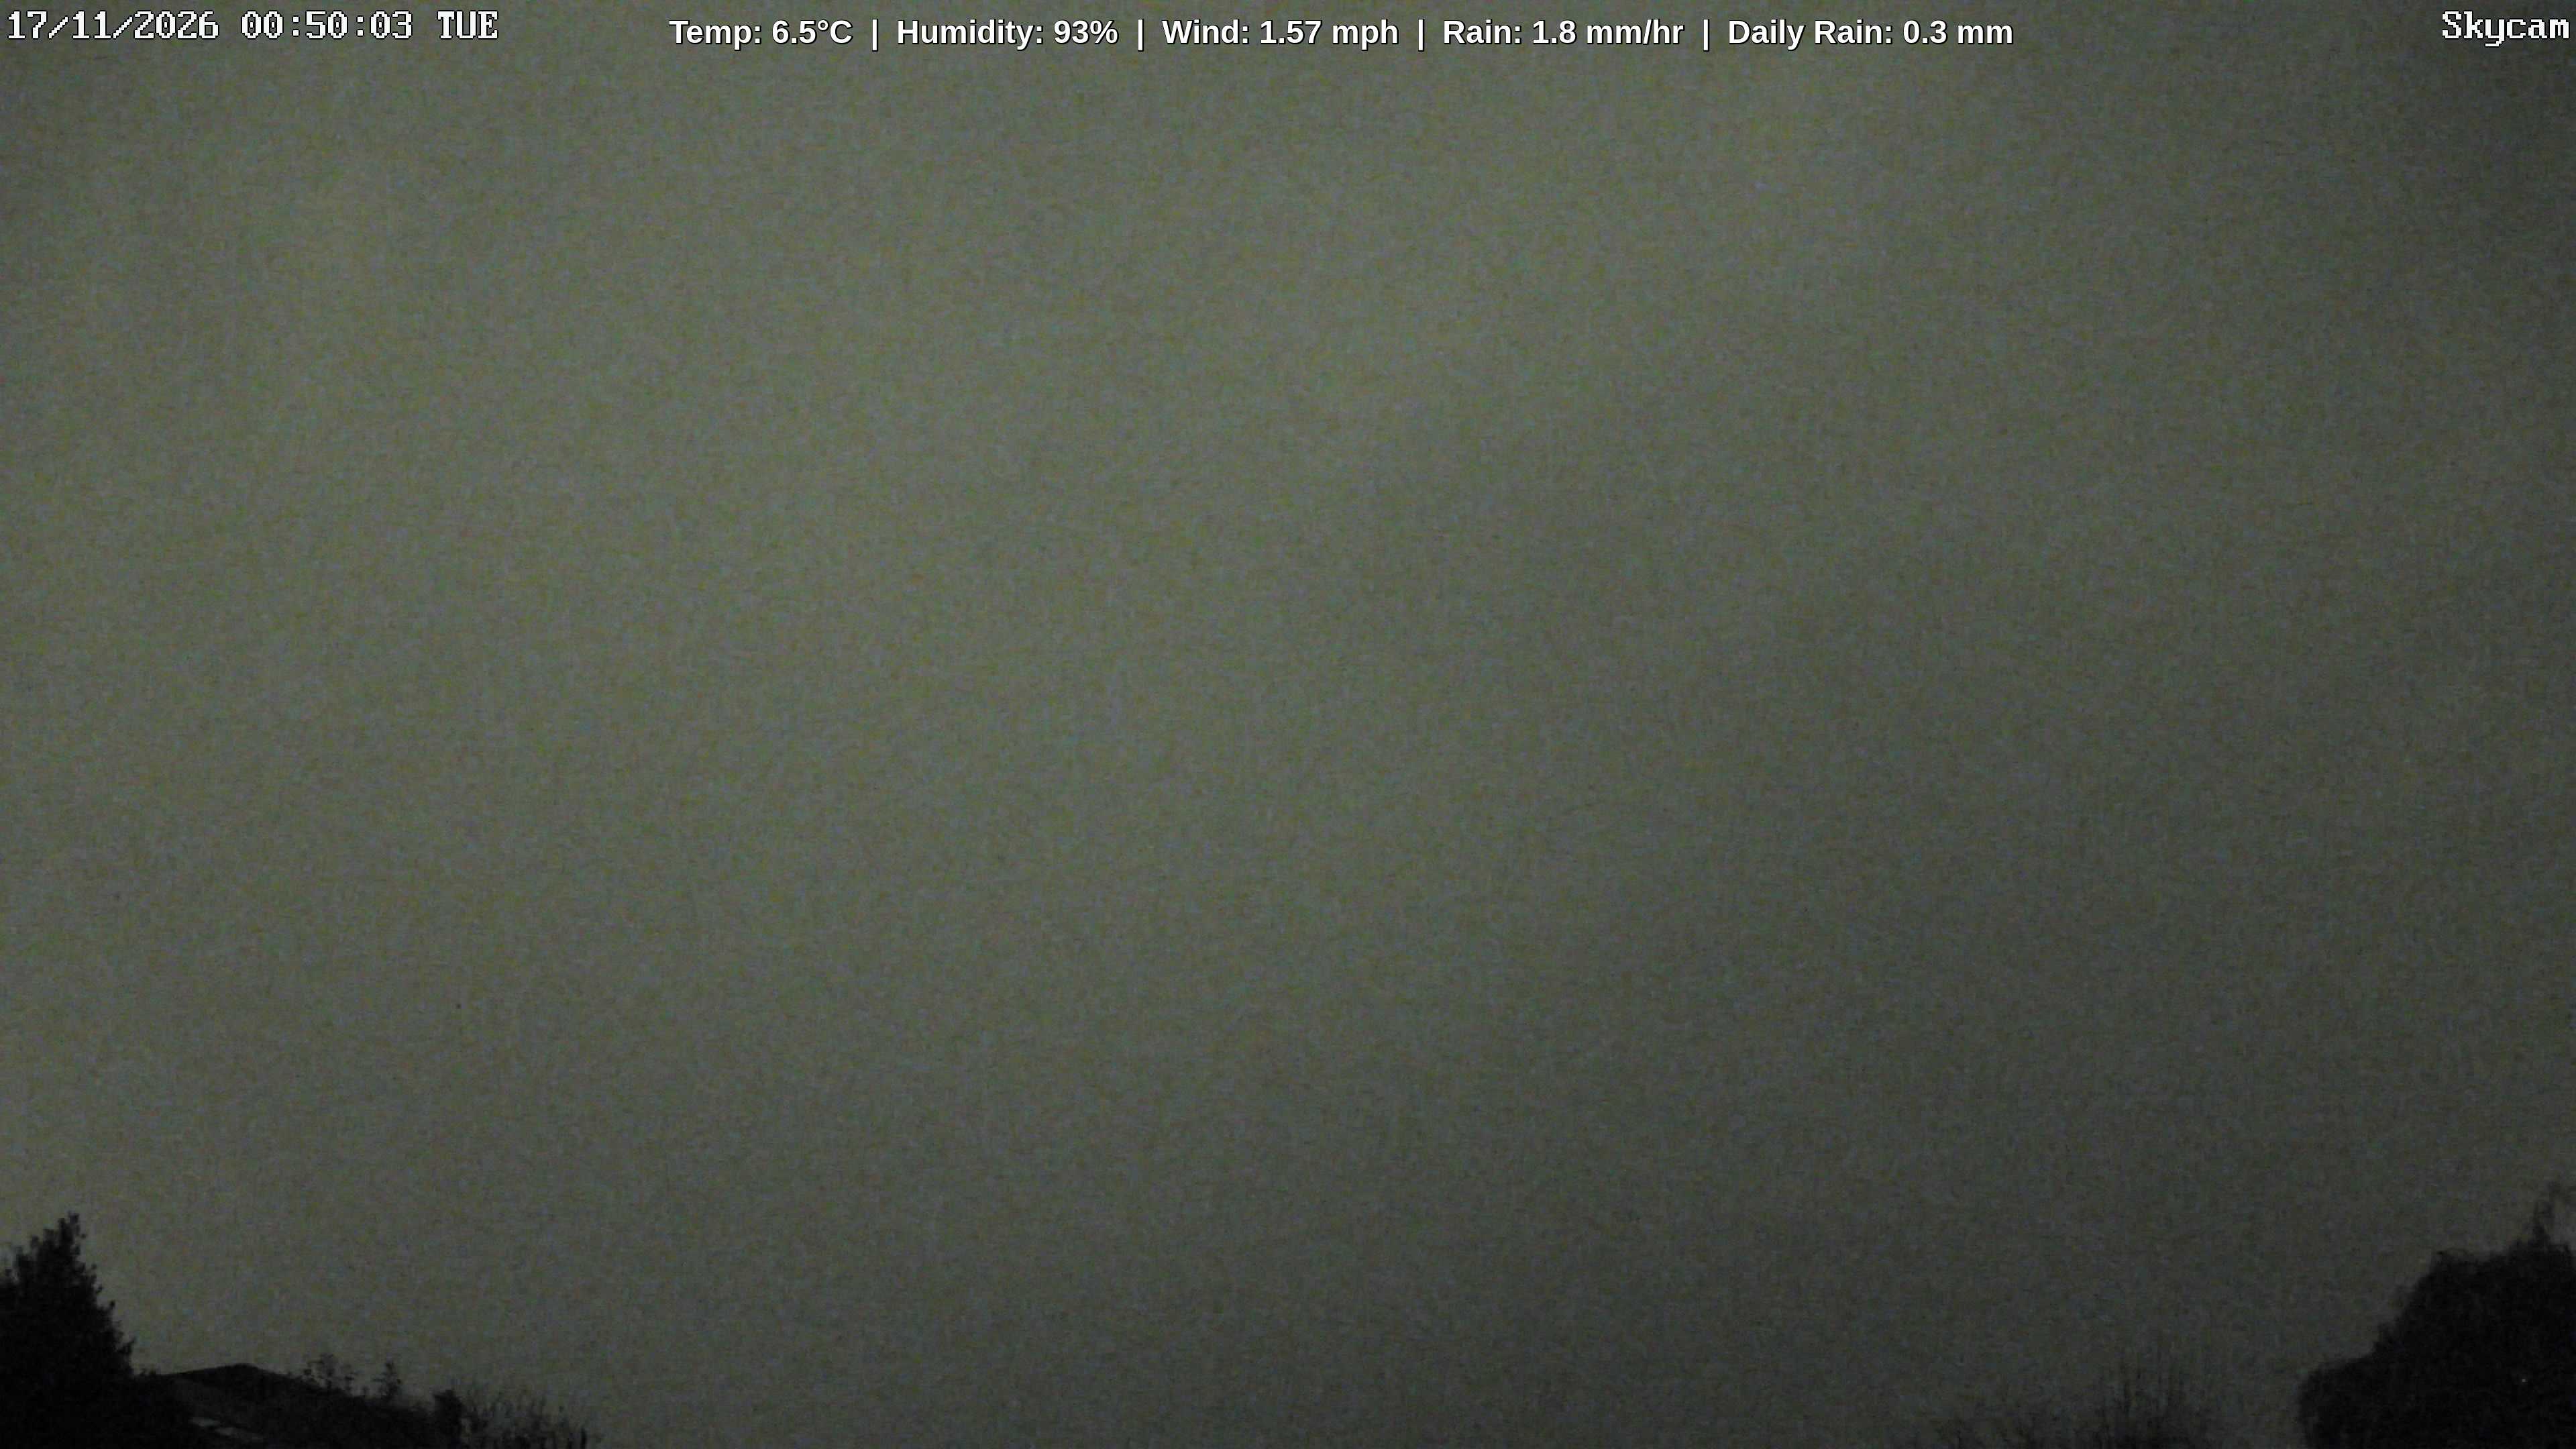 17/11/2026 00:50:03 TUE
Temp: 6.5°C | Humidity: 93% | Wind: 1.57 mph | Rain: 1.8 mm/hr | Daily Rain: 0.3 mm
Skycam